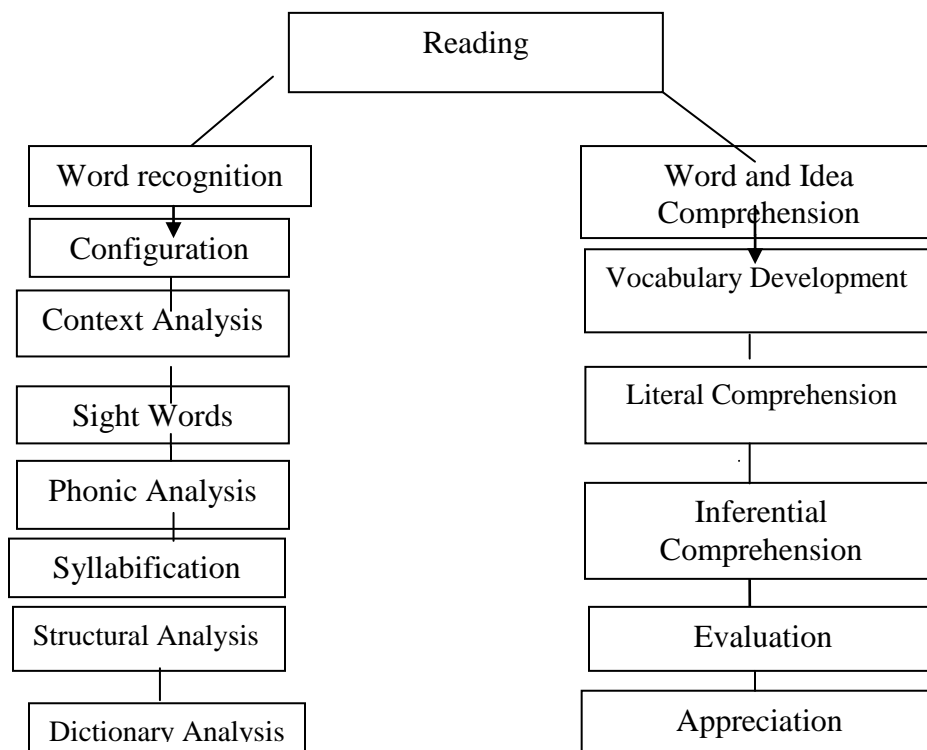 Reading
Word recognition
Configuration
Context Analysis
Sight Words
Phonic Analysis
Syllabification
Structural Analysis
Dictionary Analysis
Word and Idea
Comprehension
Vocabulary Development
Literal Comprehension
Inferential
Comprehension
Evaluation
Appreciation